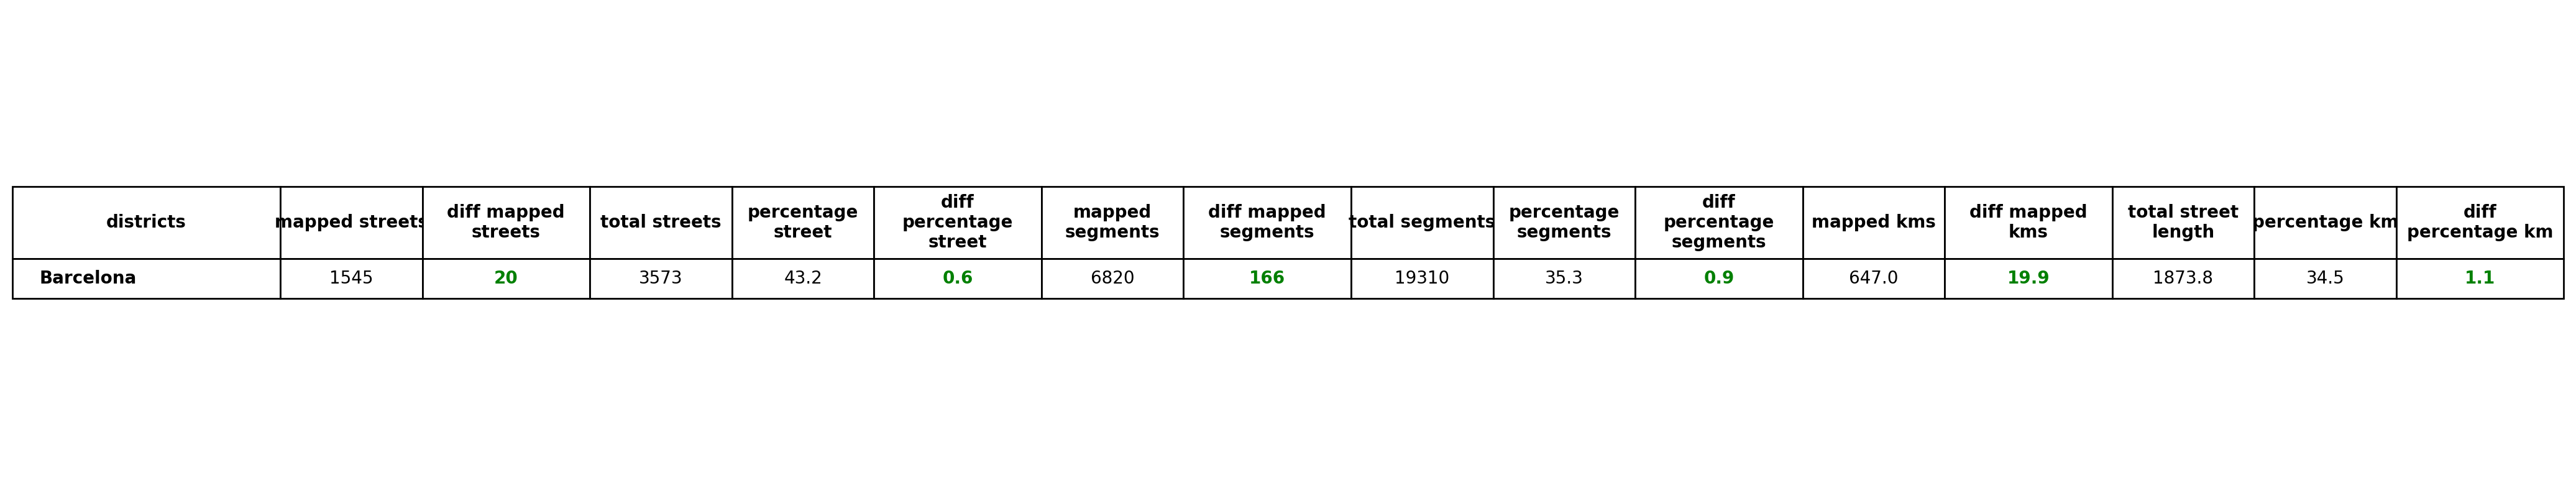 districts
mapped streets
diff mapped
streets
total streets
percentage
street
diff
percentage
street
mapped
segments
diff mapped
segments
total segments
percentage
segments
diff
percentage
segments
mapped kms
diff mapped
kms
total street
length
percentage km
diff
percentage km
Barcelona 1545 20 3573 43.2 0.6 6820 166 19310 35.3 0.9 647.0 19.9 1873.8 34.5 1.1